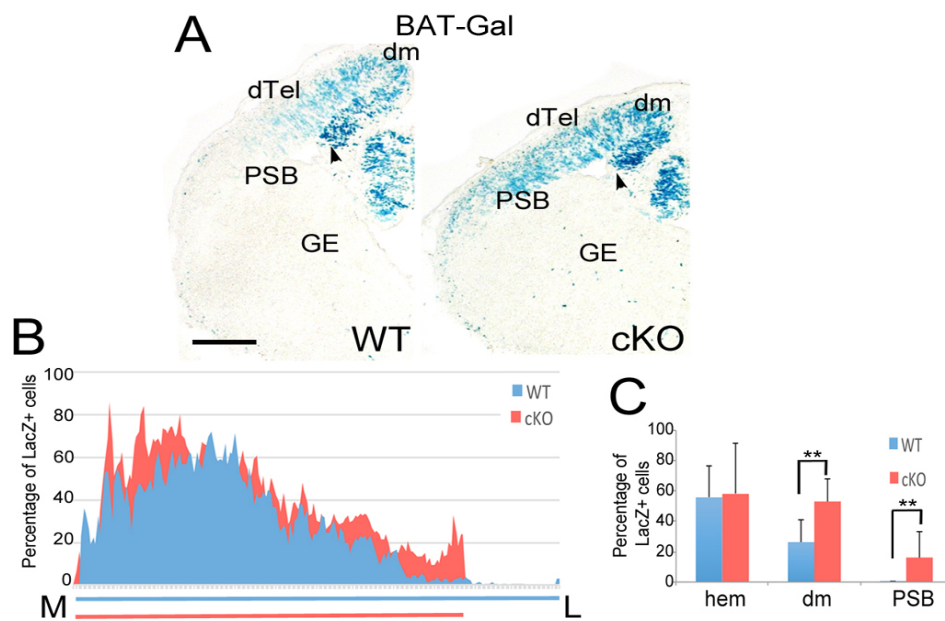 A
BAT-Gal
dm
dTel
PSB
GE
WT
dTel
dm
PSB
GE
cKO
B
Percentage of LacZ+ cells
100
80
60
40
20
0
WT
cKO
M
L
C
Percentage of
LacZ+ cells
100
80
60
40
20
0
**
**
WT
cKO
hem
dm
PSB